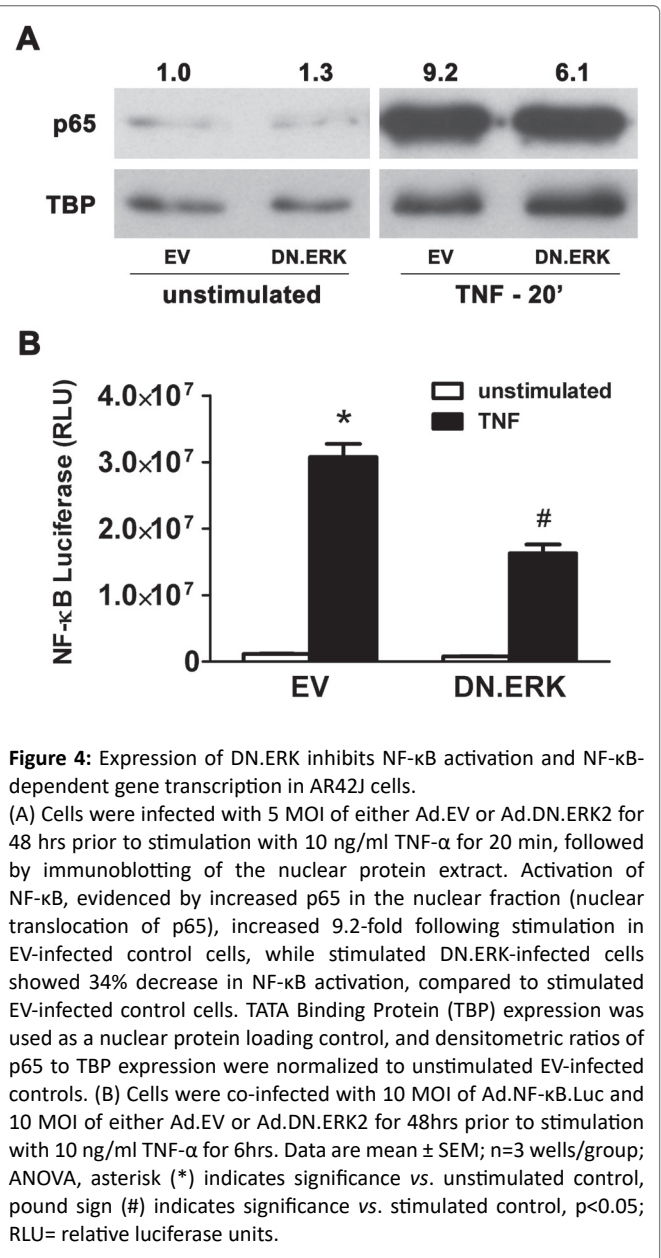 A
1.0 1.3 9.2 6.1
p65
TBP
EV DN.ERK EV DN.ERK
unstimulated TNF - 20’
B
NF-κB Luciferase (RLU)
4.0×10⁷
3.0×10⁷
2.0×10⁷
1.0×10⁷
0
unstimulated
TNF
*
#
EV DN.ERK
Figure 4: Expression of DN.ERK inhibits NF-κB activation and NF-κB-
dependent gene transcription in AR42J cells.
(A) Cells were infected with 5 MOI of either Ad.EV or Ad.DN.ERK2 for
48 hrs prior to stimulation with 10 ng/ml TNF-α for 20 min, followed
by immunoblotting of the nuclear protein extract. Activation of
NF-κB, evidenced by increased p65 in the nuclear fraction (nuclear
translocation of p65), increased 9.2-fold following stimulation in
EV-infected control cells, while stimulated DN.ERK-infected cells
showed 34% decrease in NF-κB activation, compared to stimulated
EV-infected control cells. TATA Binding Protein (TBP) expression was
used as a nuclear protein loading control, and densitometric ratios of
p65 to TBP expression were normalized to unstimulated EV-infected
controls. (B) Cells were co-infected with 10 MOI of Ad.NF-κB.Luc and
10 MOI of either Ad.EV or Ad.DN.ERK2 for 48hrs prior to stimulation
with 10 ng/ml TNF-α for 6hrs. Data are mean ± SEM; n=3 wells/group;
ANOVA, asterisk (*) indicates significance vs. unstimulated control,
pound sign (#) indicates significance vs. stimulated control, p<0.05;
RLU= relative luciferase units.